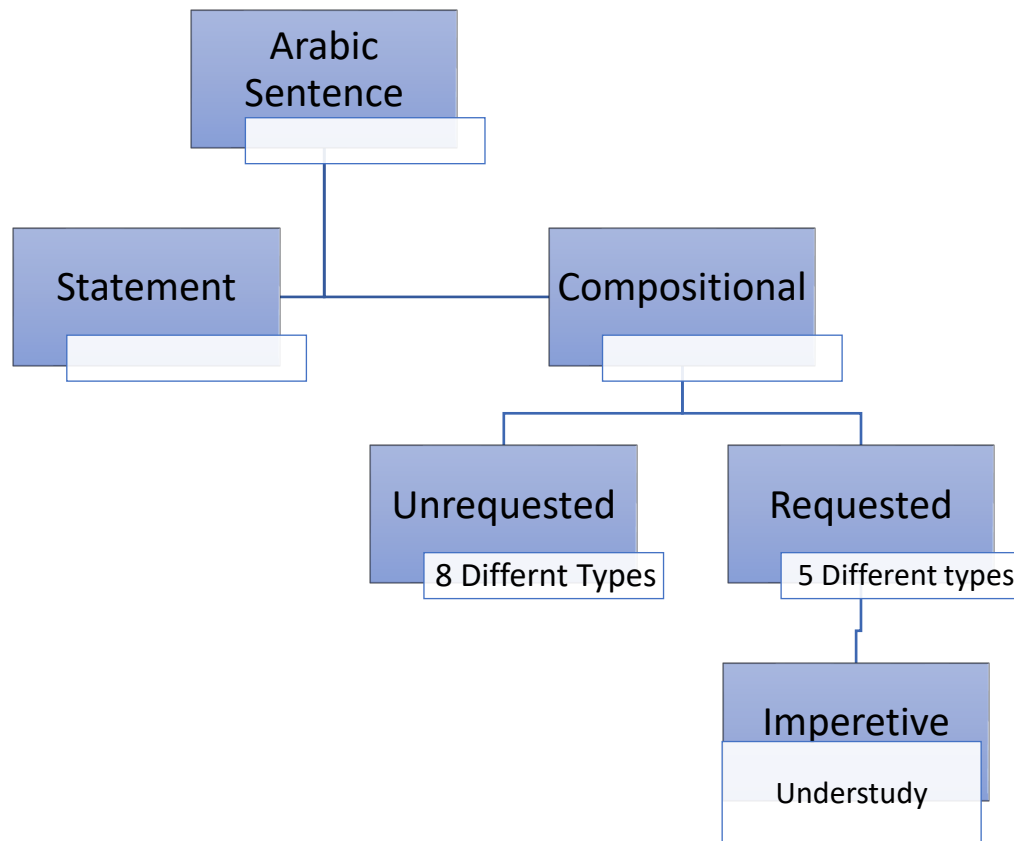 Arabic
Sentence
Statement
Compositional
Unrequested
8 Differnt Types
Requested
5 Different types
Imperetive
Understudy